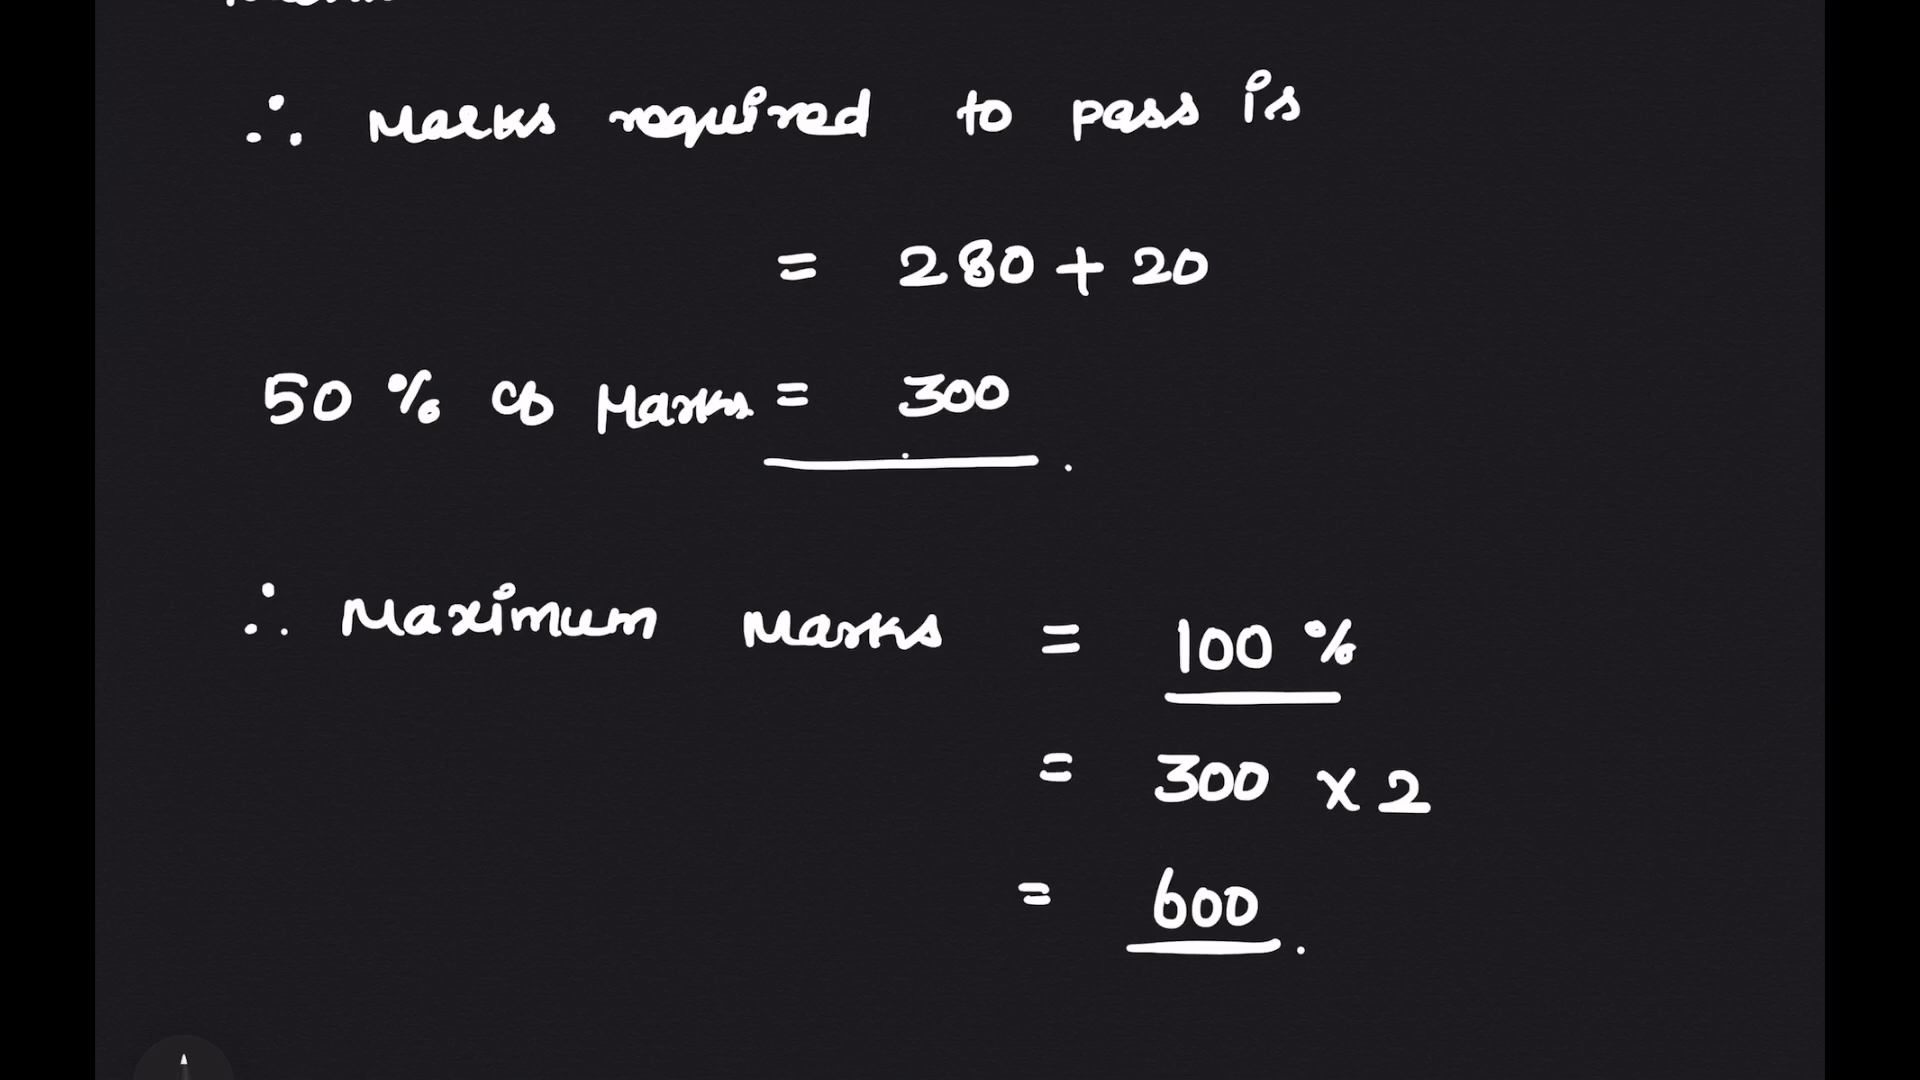 ∴ Marks required to pass is
= 280 + 20
50 % of Marks = 300
∴ Maximum Marks = 100 %
= 300 x 2
= 600.